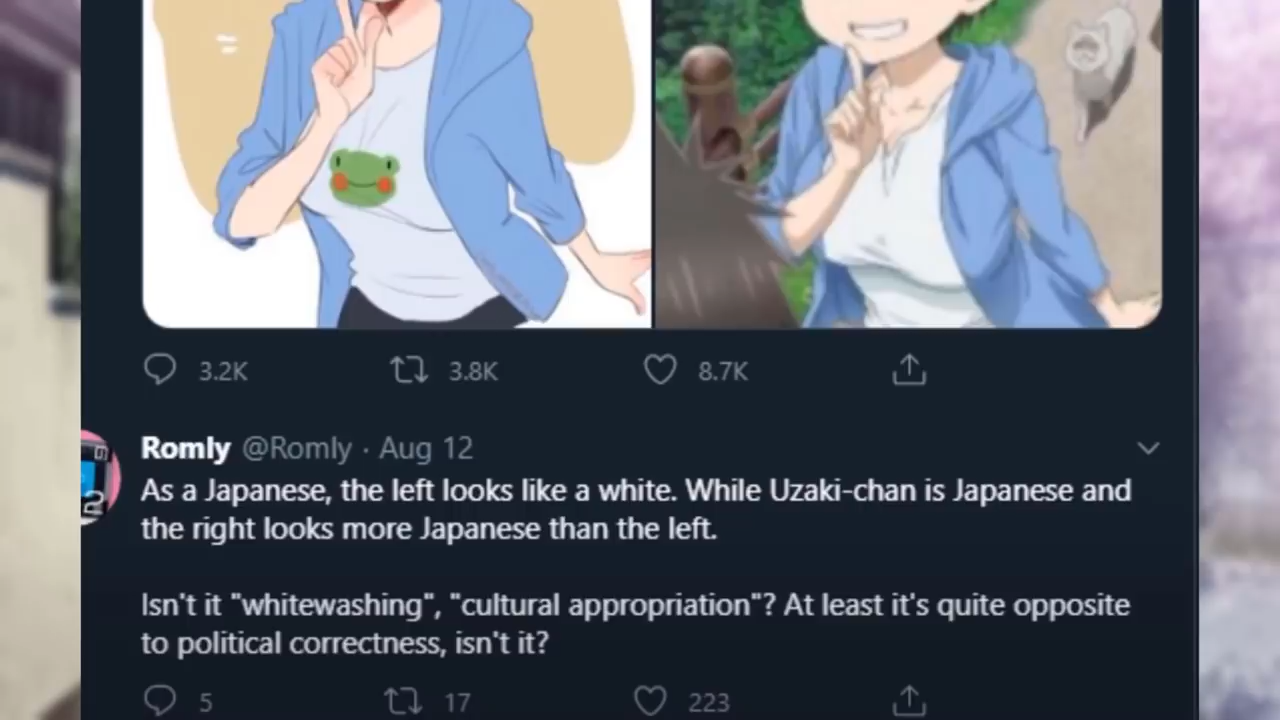 3.2K 3.8K 8.7K
Romly @Romly · Aug 12
As a Japanese, the left looks like a white. While Uzaki-chan is Japanese and
the right looks more Japanese than the left.
Isn't it "whitewashing", "cultural appropriation"? At least it's quite opposite
to political correctness, isn't it?
5 17 223